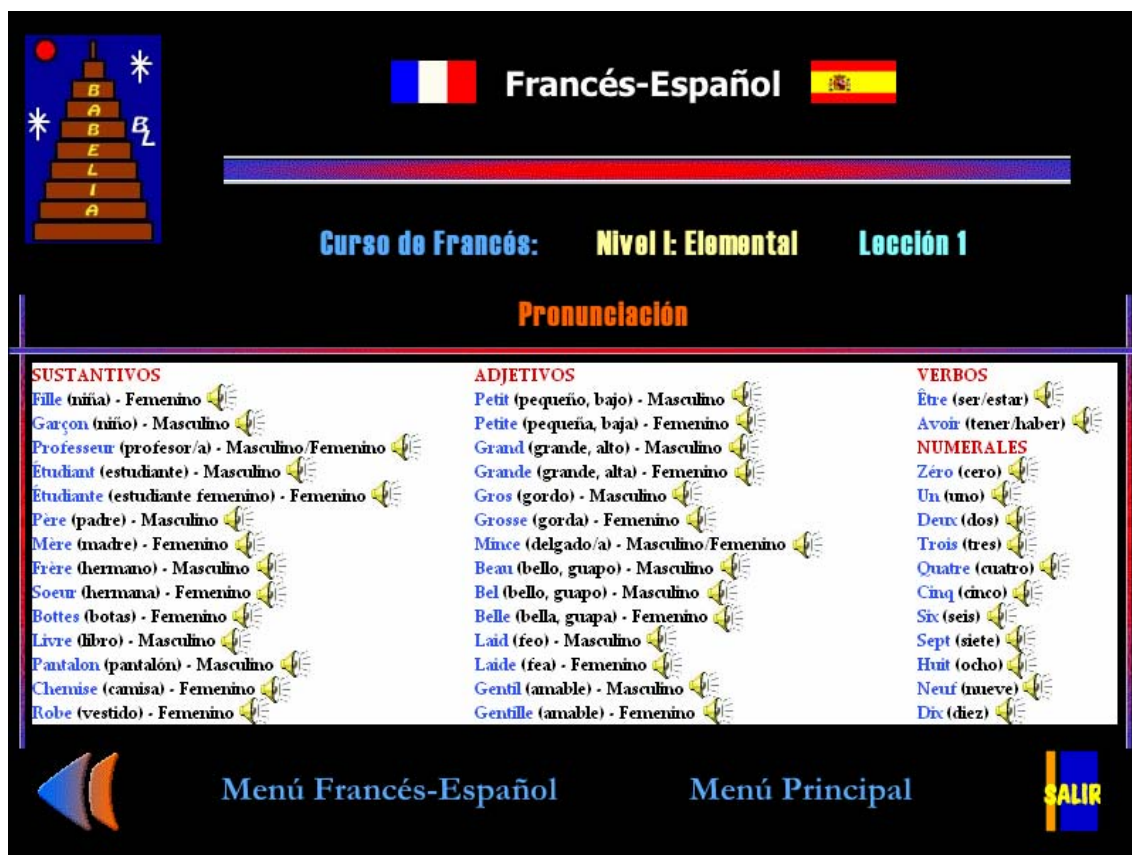 BABELIA
BL
Francés-Español
Curso de Francés: Nivel I: Elemental Lección 1
Pronunciación
SUSTANTIVOS
Fille (niña) - Femenino
Garçon (niño) - Masculino
Professeur (profesor/a) - Masculino/Femenino
Étudiant (estudiante) - Masculino
Étudiante (estudiante femenino) - Femenino
Père (padre) - Masculino
Mère (madre) - Femenino
Frère (hermano) - Masculino
Soeur (hermana) - Femenino
Bottes (botas) - Femenino
Livre (libro) - Masculino
Pantalon (pantalón) - Masculino
Chemise (camisa) - Femenino
Robe (vestido) - Femenino
ADJETIVOS
Petit (pequeño, bajo) - Masculino
Petite (pequeña, baja) - Femenino
Grand (grande, alto) - Masculino
Grande (grande, alta) - Femenino
Gros (gordo) - Masculino
Grosse (gorda) - Femenino
Mince (delgado/a) - Masculino/Femenino
Beau (bello, guapo) - Masculino
Bel (bello, guapo) - Masculino
Belle (bella, guapa) - Femenino
Laid (feo) - Masculino
Laide (fea) - Femenino
Gentil (amable) - Masculino
Gentille (amable) - Femenino
VERBOS
Être (ser/estar)
Avoir (tener/haber)
NUMERALES
Zéro (cero)
Un (uno)
Deux (dos)
Trois (tres)
Quatre (cuatro)
Cinq (cinco)
Six (seis)
Sept (siete)
Huit (ocho)
Neuf (nueve)
Dix (diez)
Menú Francés-Español
Menú Principal
SALIR